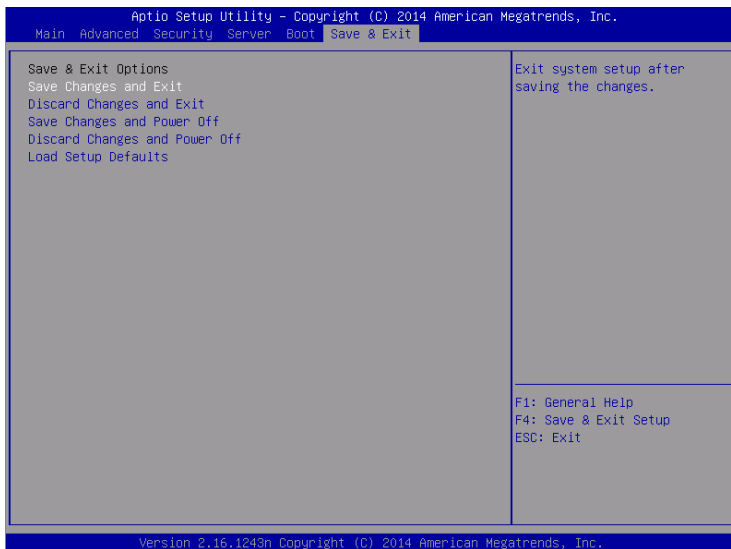 Aptio Setup Utility – Copyright (C) 2014 American Megatrends, Inc.
Main Advanced Security Server Boot Save & Exit
Save & Exit Options
Save Changes and Exit
Discard Changes and Exit
Save Changes and Power Off
Discard Changes and Power Off
Load Setup Defaults
Exit system setup after
saving the changes.
F1: General Help
F4: Save & Exit Setup
ESC: Exit
Version 2.16.1243n Copyright (C) 2014 American Megatrends, Inc.